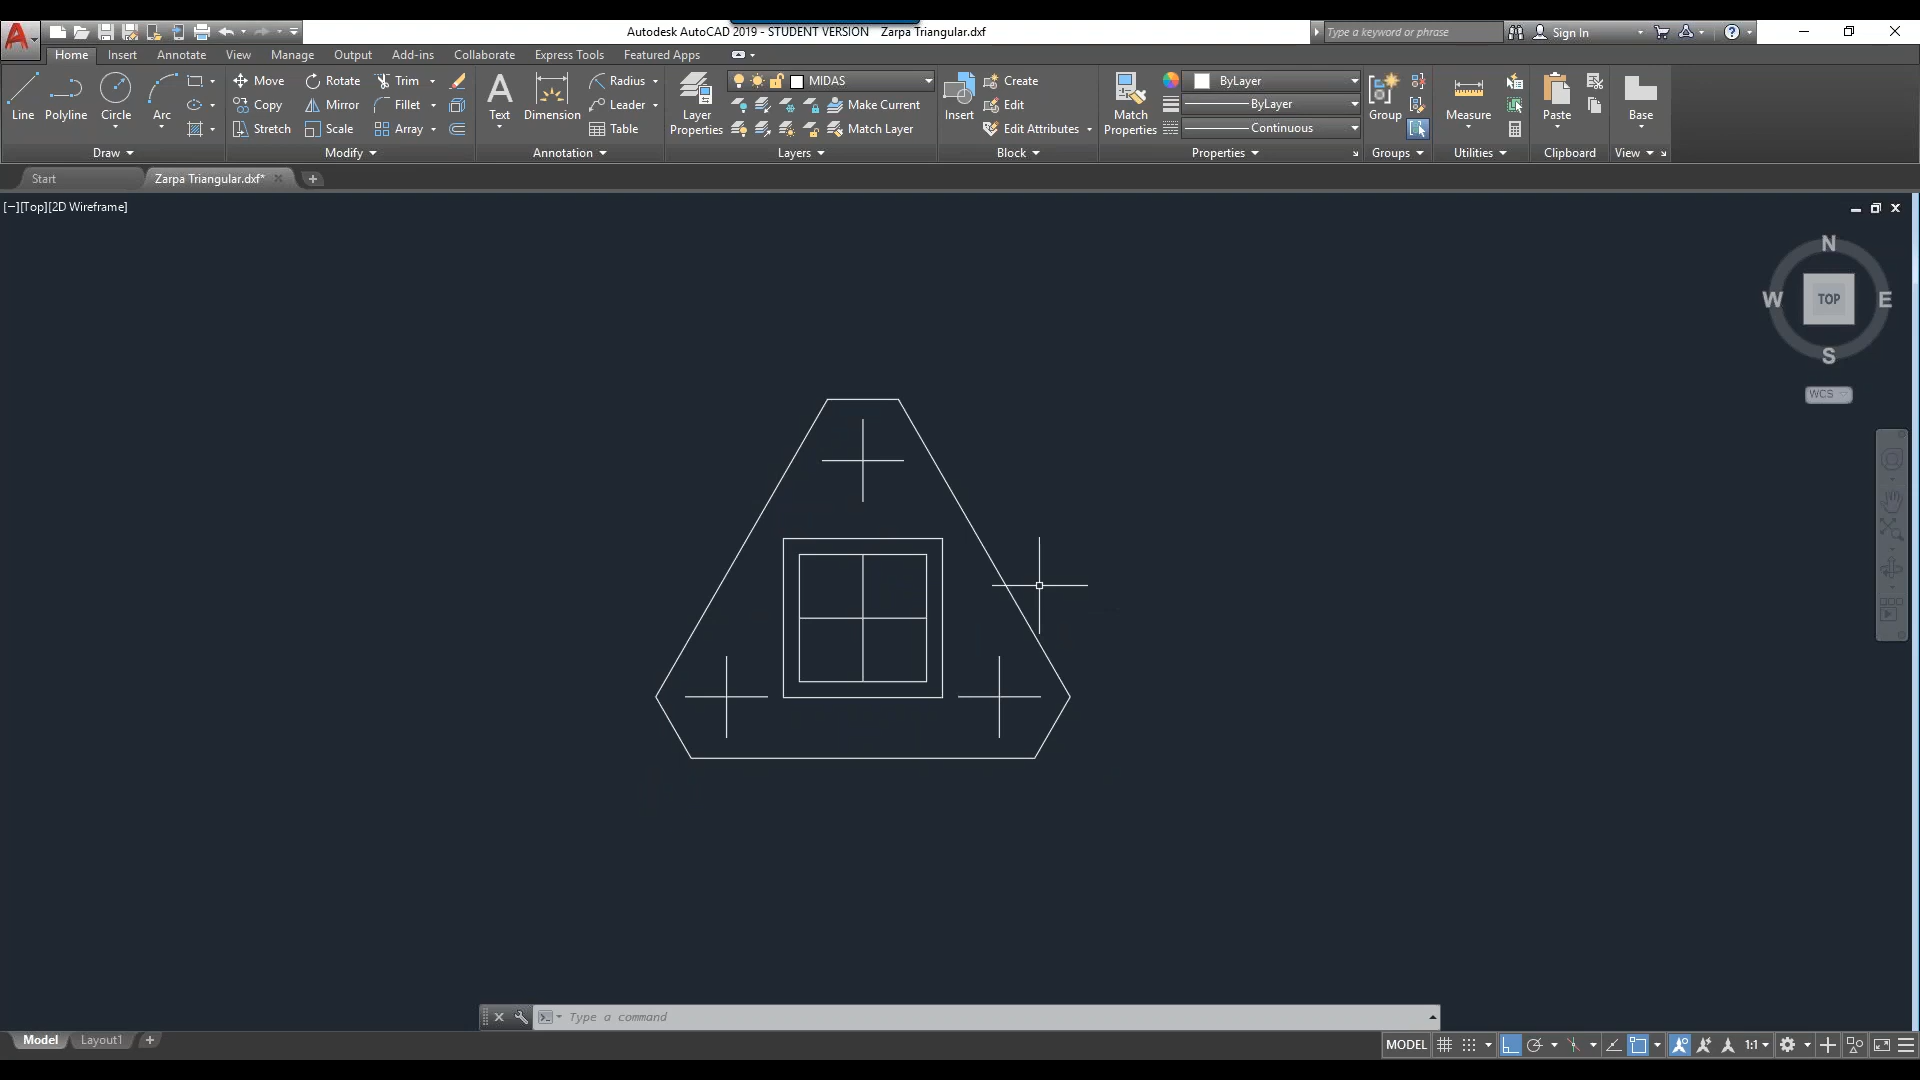 Autodesk AutoCAD 2019 - STUDENT VERSION Zarpa Triangular.dxf
Type a keyword or phrase
Sign In
Home Insert Annotate View Manage Output Add-ins Collaborate Express Tools Featured Apps
Line Polyline Circle Arc
Draw
Move Rotate Trim
Copy Mirror Fillet
Stretch Scale Array
Modify
Text Dimension
Radius
Leader
Table
Annotation
Layer Properties
MIDAS
Make Current
Match Layer
Layers
Insert
Create
Edit
Edit Attributes
Block
Match Properties
ByLayer
ByLayer
Continuous
Properties
Group
Groups
Measure
Utilities
Paste
Clipboard
Base
View
Start Zarpa Triangular.dxf*
[−][Top][2D Wireframe]
N
W TOP E
S
WCS
Type a command
Model Layout1
MODEL 1:1